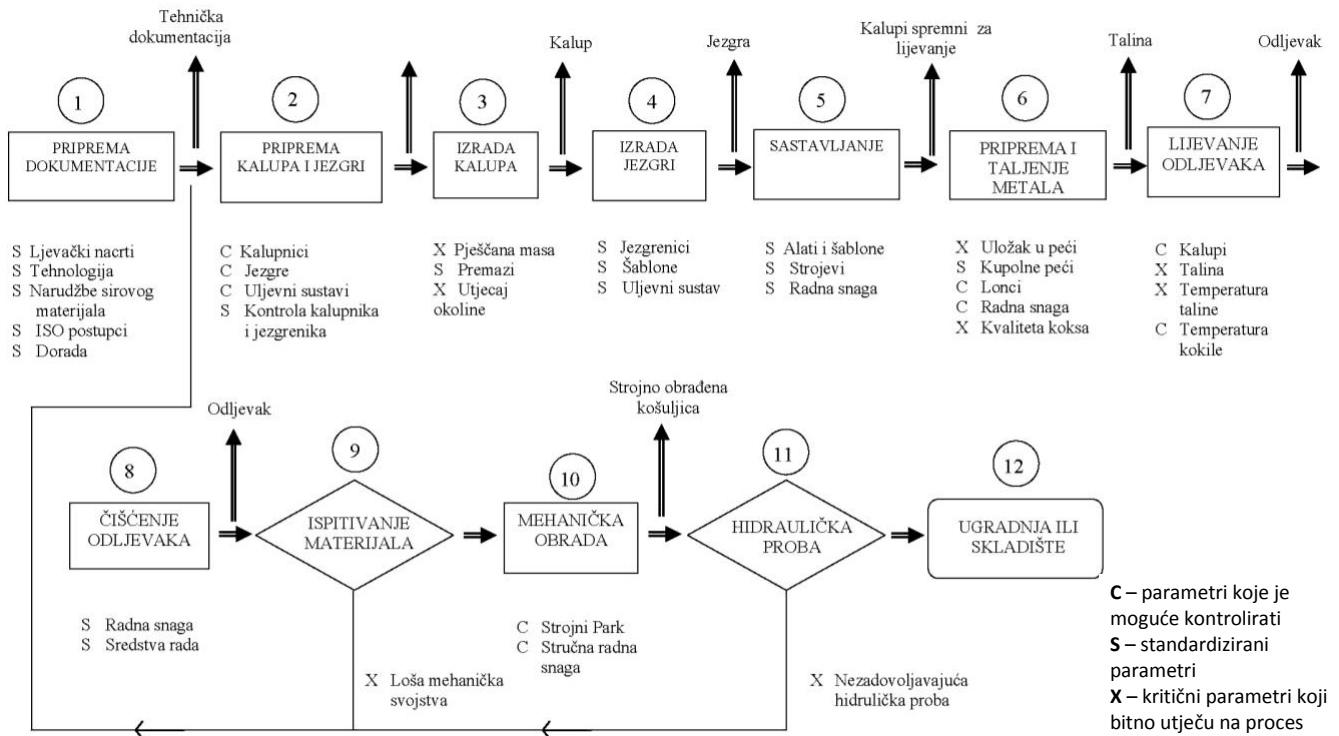 Tehnička
dokumentacija
Kalup
Jezgra
Kalupi spremni za
lijevanje
Talina
Odljevak
1
2
3
4
5
6
7
PRIPREMA
DOKUMENTACIJE
PRIPREMA
KALUPA I JEZGRI
IZRADA
KALUPA
IZRADA
JEZGRI
SASTAVLJANJE
PRIPREMA I
TALJENJE
METALA
LIJEVANJE
ODLJEVAKA
S Ljevački nacrti
S Tehnologija
S Narudžbe sirovog
materijala
S ISO postupci
S Dorada
C Kalupnici
C Jezgre
C Uljevni sustavi
S Kontrola kalupnika
i jezgrenika
X Pješčana masa
S Premazi
X Utjecaj
okoline
S Jezgrenici
S Šablone
S Uljevni sustav
S Alati i šablone
S Strojevi
S Radna snaga
X Uložak u peći
S Kupolne peći
C Lonci
C Radna snaga
X Kvaliteta koksa
C Kalupi
X Talina
X Temperatura
taline
C Temperatura
kokile
Odljevak
Strojno obrađena
košuljica
8
9
10
11
12
ČIŠĆENJE
ODLJEVAKA
ISPITIVANJE
MATERIJALA
MEHANIČKA
OBRADA
HIDRAULIČKA
PROBA
UGRADNJA ILI
SKLADIŠTE
S Radna snaga
S Sredstva rada
X Loša mehanička
svojstva
C Strojni Park
C Stručna radna
snaga
X Nezadovoljavajuća
hidrulička proba
C – parametri koje je
moguće kontrolirati
S – standardizirani
parametri
X – kritični parametri koji
bitno utječu na proces